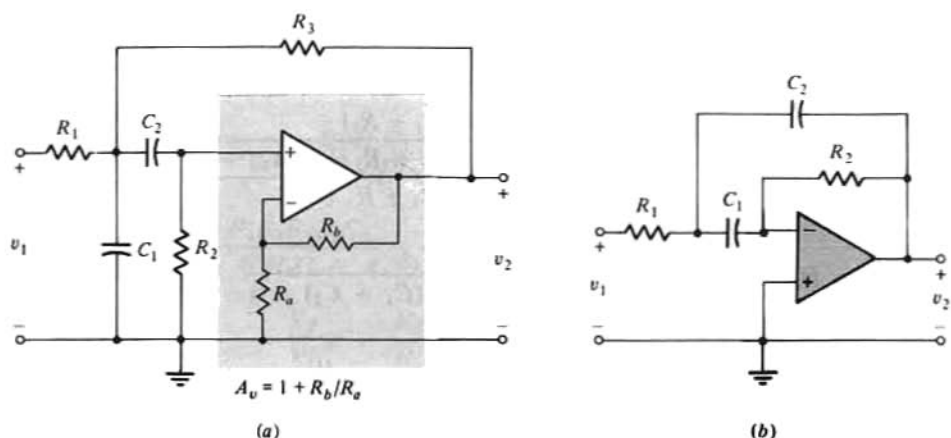 R3
R1
C2
+
−
+
+
v1
C1
R2
Rb
v2
Ra
−
−
Av = 1 + Rb/Ra
(a)
C2
R2
R1
C1
−
+
+
+
v1
v2
−
−
(b)